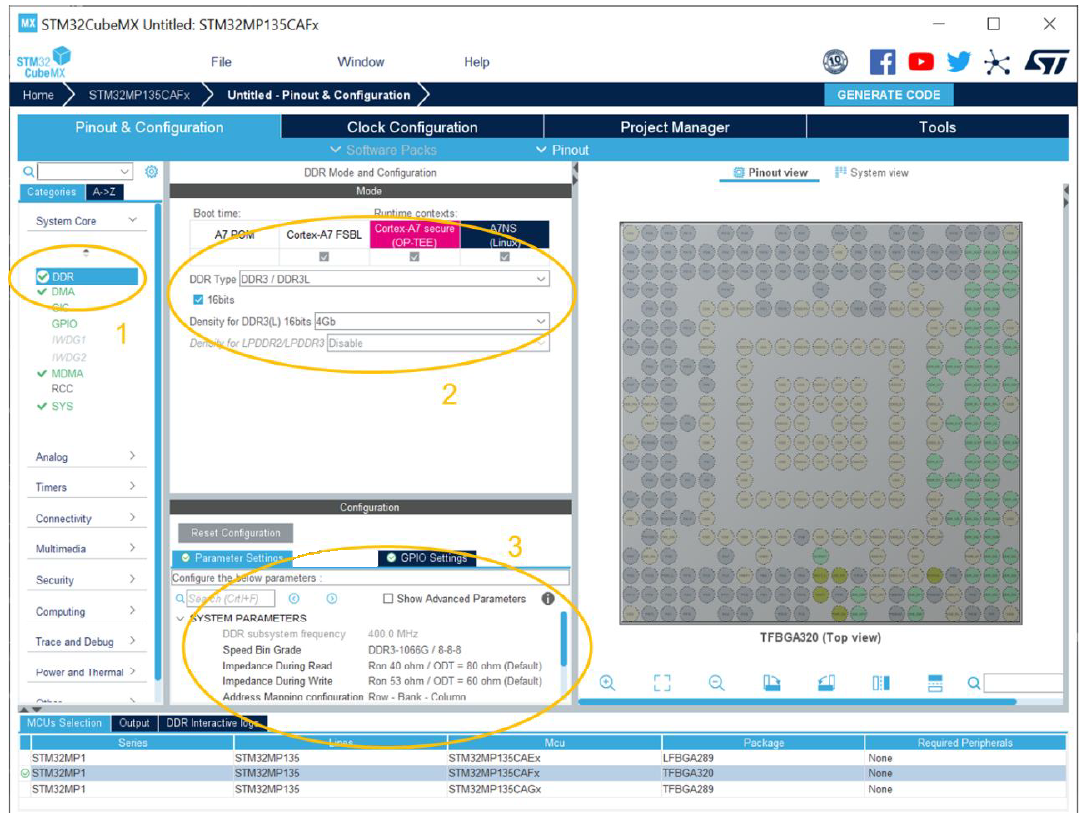 MX STM32CubeMX Untitled: STM32MP135CAFx
STM32 CubeMX
File Window Help
10
Home STM32MP135CAFx Untitled - Pinout & Configuration GENERATE CODE
Pinout & Configuration Clock Configuration Project Manager Tools
Software Packs Pinout
DDR Mode and Configuration
Pinout view System view
Categories A->Z
Mode
System Core
Boot time: Runtime contexts:
A7 ROM Cortex-A7 FSBL Cortex-A7 secure (OP-TEE) A7NS (Linux)
DDR
DMA
GIC
GPIO
IWDG1
IWDG2
MDMA
RCC
SYS
1
DDR Type DDR3 / DDR3L
16bits
Density for DDR3(L) 16bits 4Gb
Density for LPDDR2/LPDDR3 Disable
2
Analog
Timers
Connectivity
Multimedia
Security
Computing
Trace and Debug
Power and Thermal
Other
Configuration
Reset Configuration
3
Parameter Settings GPIO Settings
Configure the below parameters :
Search (Crtl+F) Show Advanced Parameters
SYSTEM PARAMETERS
DDR subsystem frequency 400.0 MHz
Speed Bin Grade DDR3-1066G / 8-8-8
Impedance During Read Ron 40 ohm / ODT = 80 ohm (Default)
Impedance During Write Ron 53 ohm / ODT = 60 ohm (Default)
Address Mapping configuration Row - Bank - Column
TFBGA320 (Top view)
MCUs Selection Output DDR Interactive logs
Series Lines Mcu Package Required Peripherals
STM32MP1 STM32MP135 STM32MP135CAEx LFBGA289 None
STM32MP1 STM32MP135 STM32MP135CAFx TFBGA320 None
STM32MP1 STM32MP135 STM32MP135CAGx TFBGA289 None